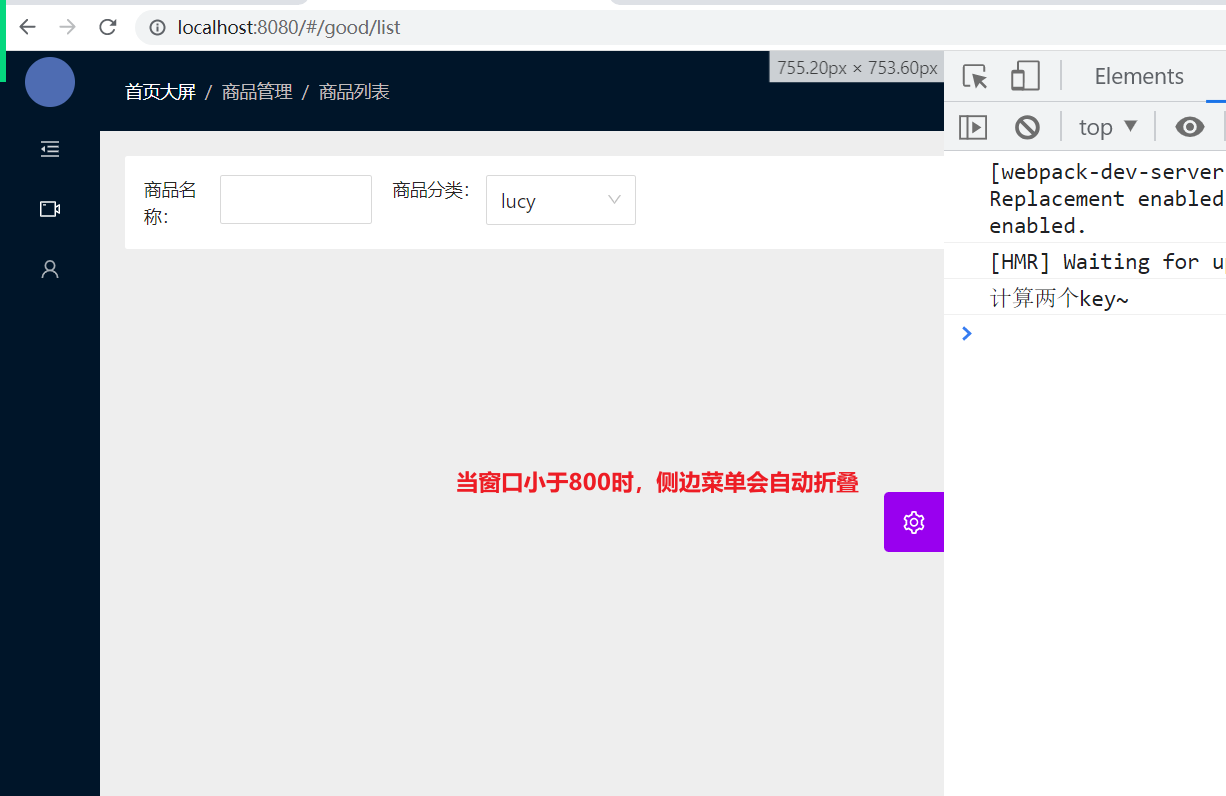 localhost:8080/#/good/list
755.20px × 753.60px
Elements
首页大屏 / 商品管理 / 商品列表
top
商品名称:
商品分类:
lucy
[webpack-dev-server
Replacement enabled
enabled.
[HMR] Waiting for up
计算两个key~
当窗口小于800时，侧边菜单会自动折叠